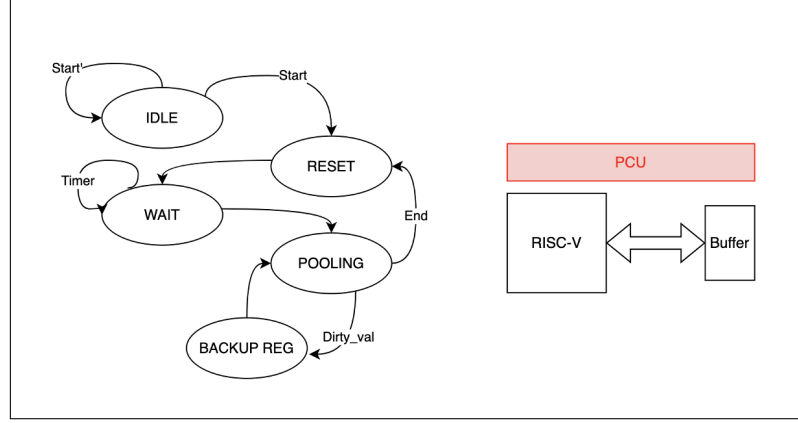 Start'
Start
IDLE
RESET
Timer
WAIT
End
POOLING
Dirty_val
BACKUP REG
PCU
RISC-V
Buffer